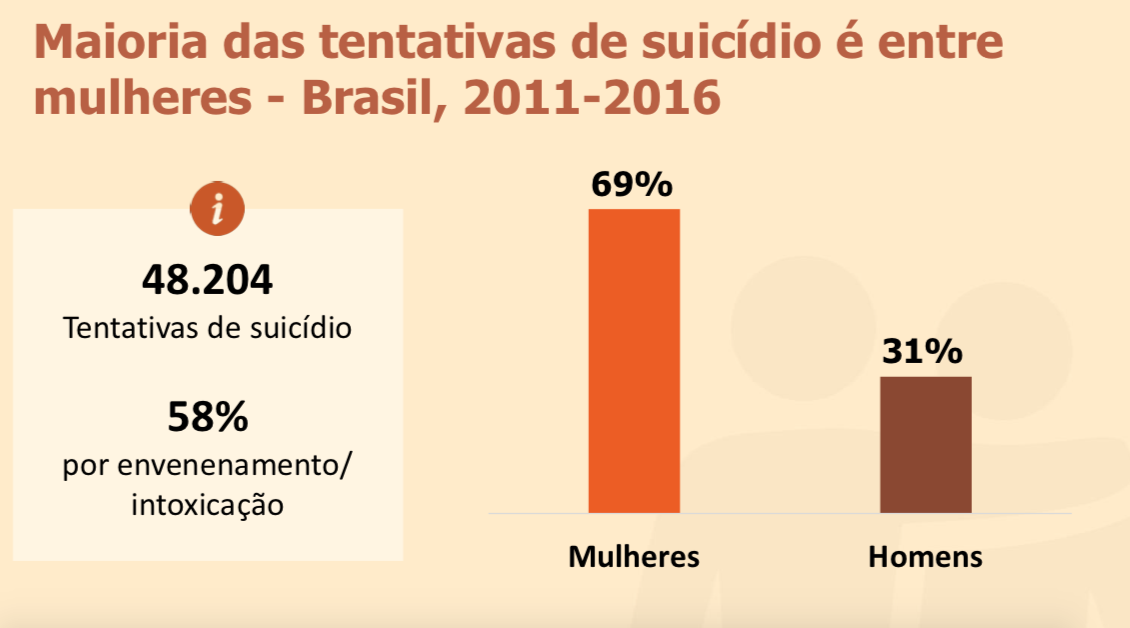 Maioria das tentativas de suicídio é entre
mulheres - Brasil, 2011-2016
i
48.204
Tentativas de suicídio
58%
por envenenamento/
intoxicação
69%
31%
Mulheres
Homens